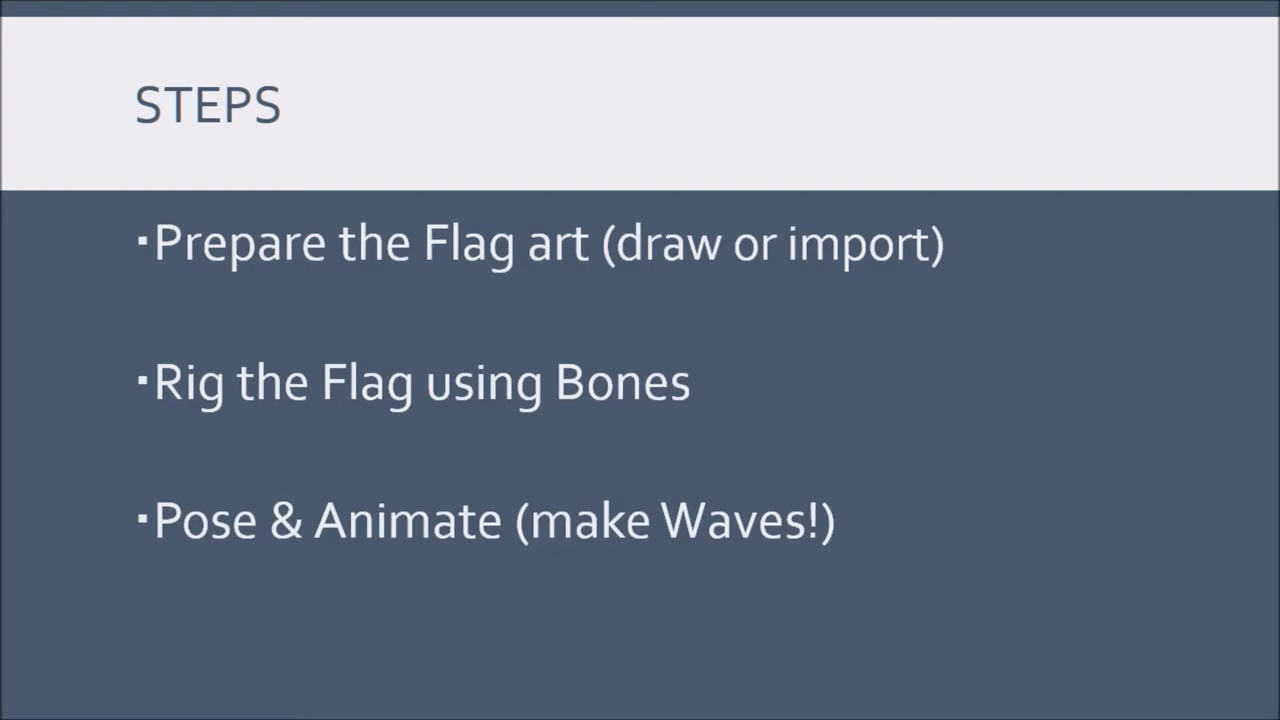 STEPS
▪Prepare the Flag art (draw or import)
▪Rig the Flag using Bones
▪Pose & Animate (make Waves!)